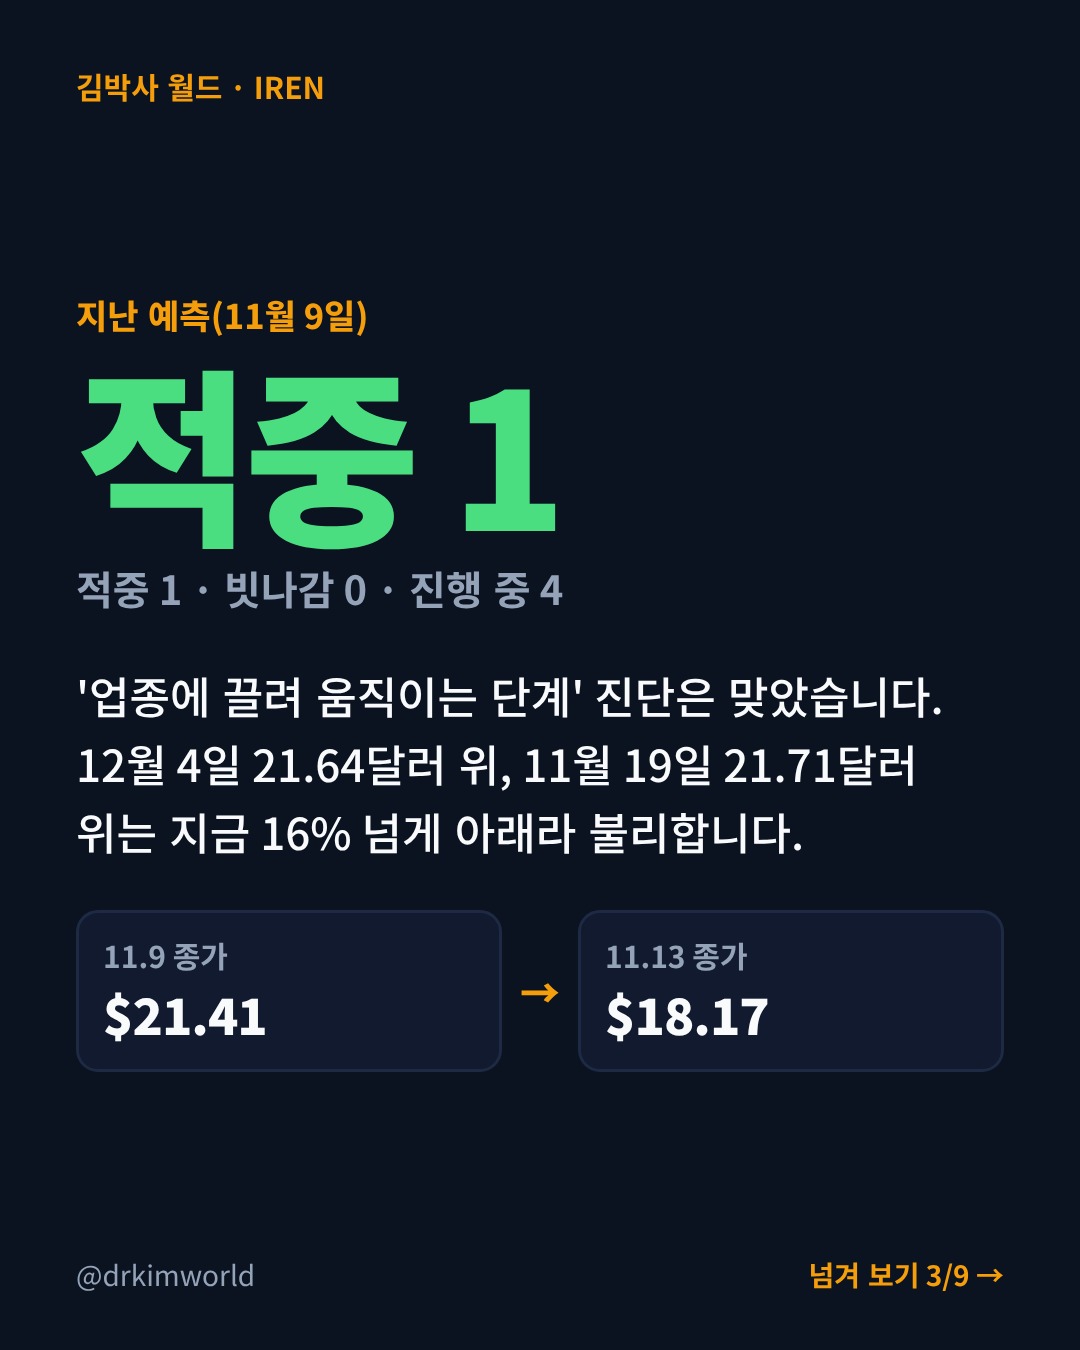 김박사 월드 · IREN
지난 예측(11월 9일)
적중 1
적중 1 · 빗나감 0 · 진행 중 4
'업종에 끌려 움직이는 단계' 진단은 맞았습니다.
12월 4일 21.64달러 위, 11월 19일 21.71달러
위는 지금 16% 넘게 아래라 불리합니다.
11.9 종가
$21.41
→
11.13 종가
$18.17
@drkimworld
넘겨 보기 3/9 →